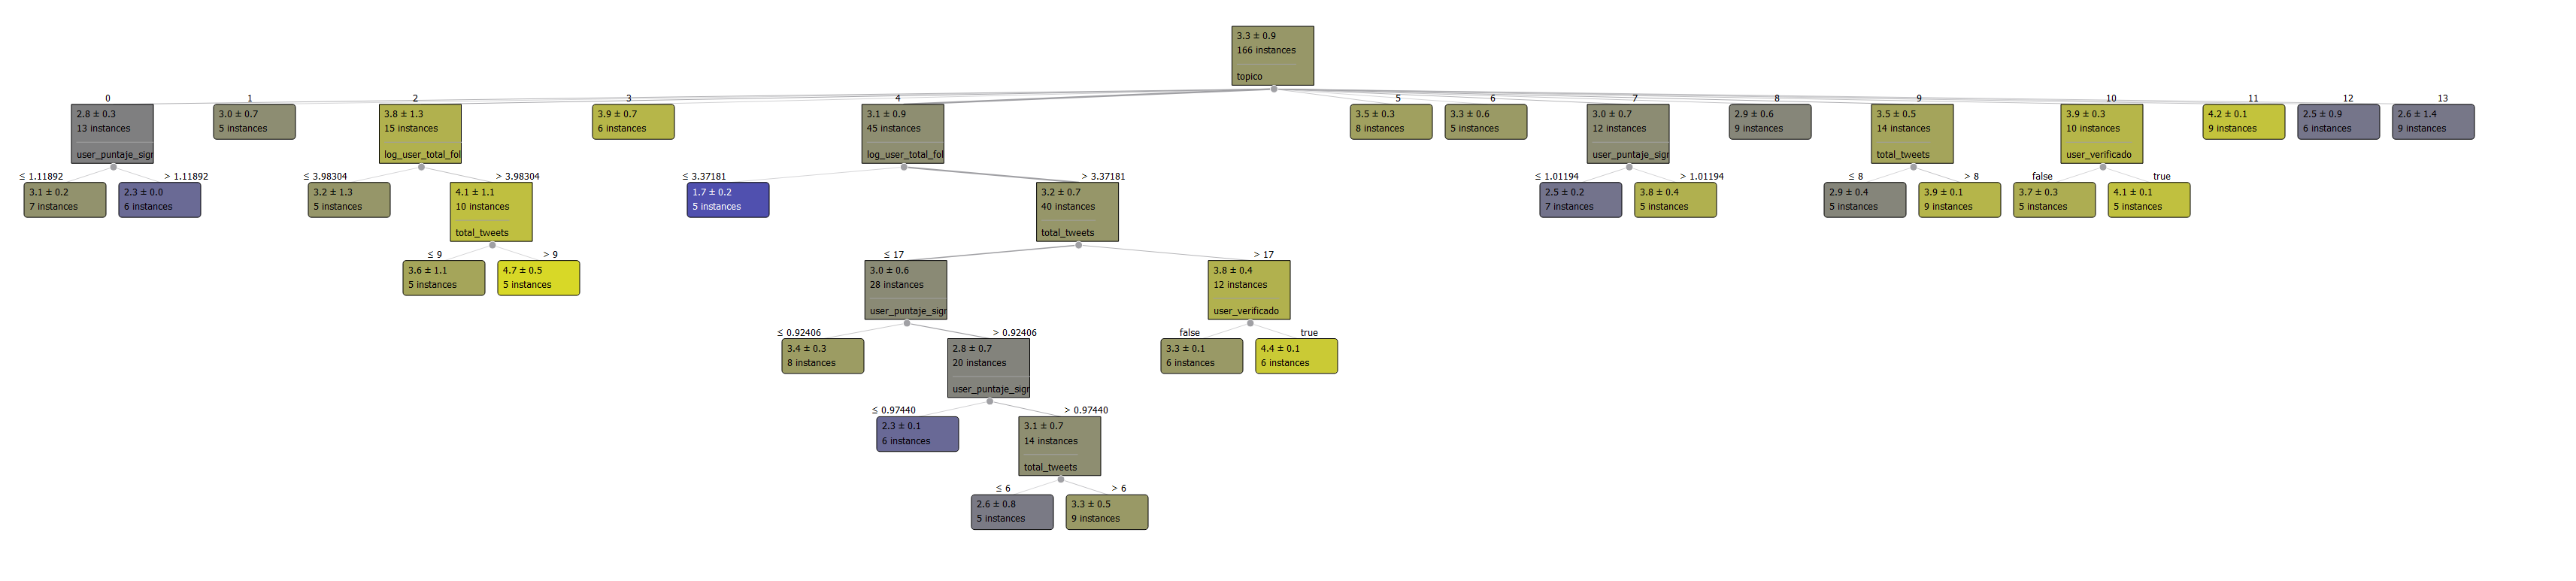 3.3 ± 0.9
166 instances
topico
0
1
2
3
4
5
6
7
8
9
10
11
12
13
2.8 ± 0.3
13 instances
user_puntaje_sigr
3.0 ± 0.7
5 instances
3.8 ± 1.3
15 instances
log_user_total_fol
3.9 ± 0.7
6 instances
3.1 ± 0.9
45 instances
log_user_total_fol
3.5 ± 0.3
8 instances
3.3 ± 0.6
5 instances
3.0 ± 0.7
12 instances
user_puntaje_sigr
2.9 ± 0.6
9 instances
3.5 ± 0.5
14 instances
total_tweets
3.9 ± 0.3
10 instances
user_verificado
4.2 ± 0.1
9 instances
2.5 ± 0.9
6 instances
2.6 ± 1.4
9 instances
≤ 1.11892
> 1.11892
≤ 3.98304
> 3.98304
≤ 3.37181
> 3.37181
≤ 1.01194
> 1.01194
≤ 8
> 8
false
true
3.1 ± 0.2
7 instances
2.3 ± 0.0
6 instances
3.2 ± 1.3
5 instances
4.1 ± 1.1
10 instances
total_tweets
1.7 ± 0.2
5 instances
3.2 ± 0.7
40 instances
total_tweets
2.5 ± 0.2
7 instances
3.8 ± 0.4
5 instances
2.9 ± 0.4
5 instances
3.9 ± 0.1
9 instances
3.7 ± 0.3
5 instances
4.1 ± 0.1
5 instances
≤ 9
> 9
≤ 17
> 17
3.6 ± 1.1
5 instances
4.7 ± 0.5
5 instances
3.0 ± 0.6
28 instances
user_puntaje_sigr
3.8 ± 0.4
12 instances
user_verificado
≤ 0.92406
> 0.92406
false
true
3.4 ± 0.3
8 instances
2.8 ± 0.7
20 instances
user_puntaje_sigr
3.3 ± 0.1
6 instances
4.4 ± 0.1
6 instances
≤ 0.97440
> 0.97440
2.3 ± 0.1
6 instances
3.1 ± 0.7
14 instances
total_tweets
≤ 6
> 6
2.6 ± 0.8
5 instances
3.3 ± 0.5
9 instances